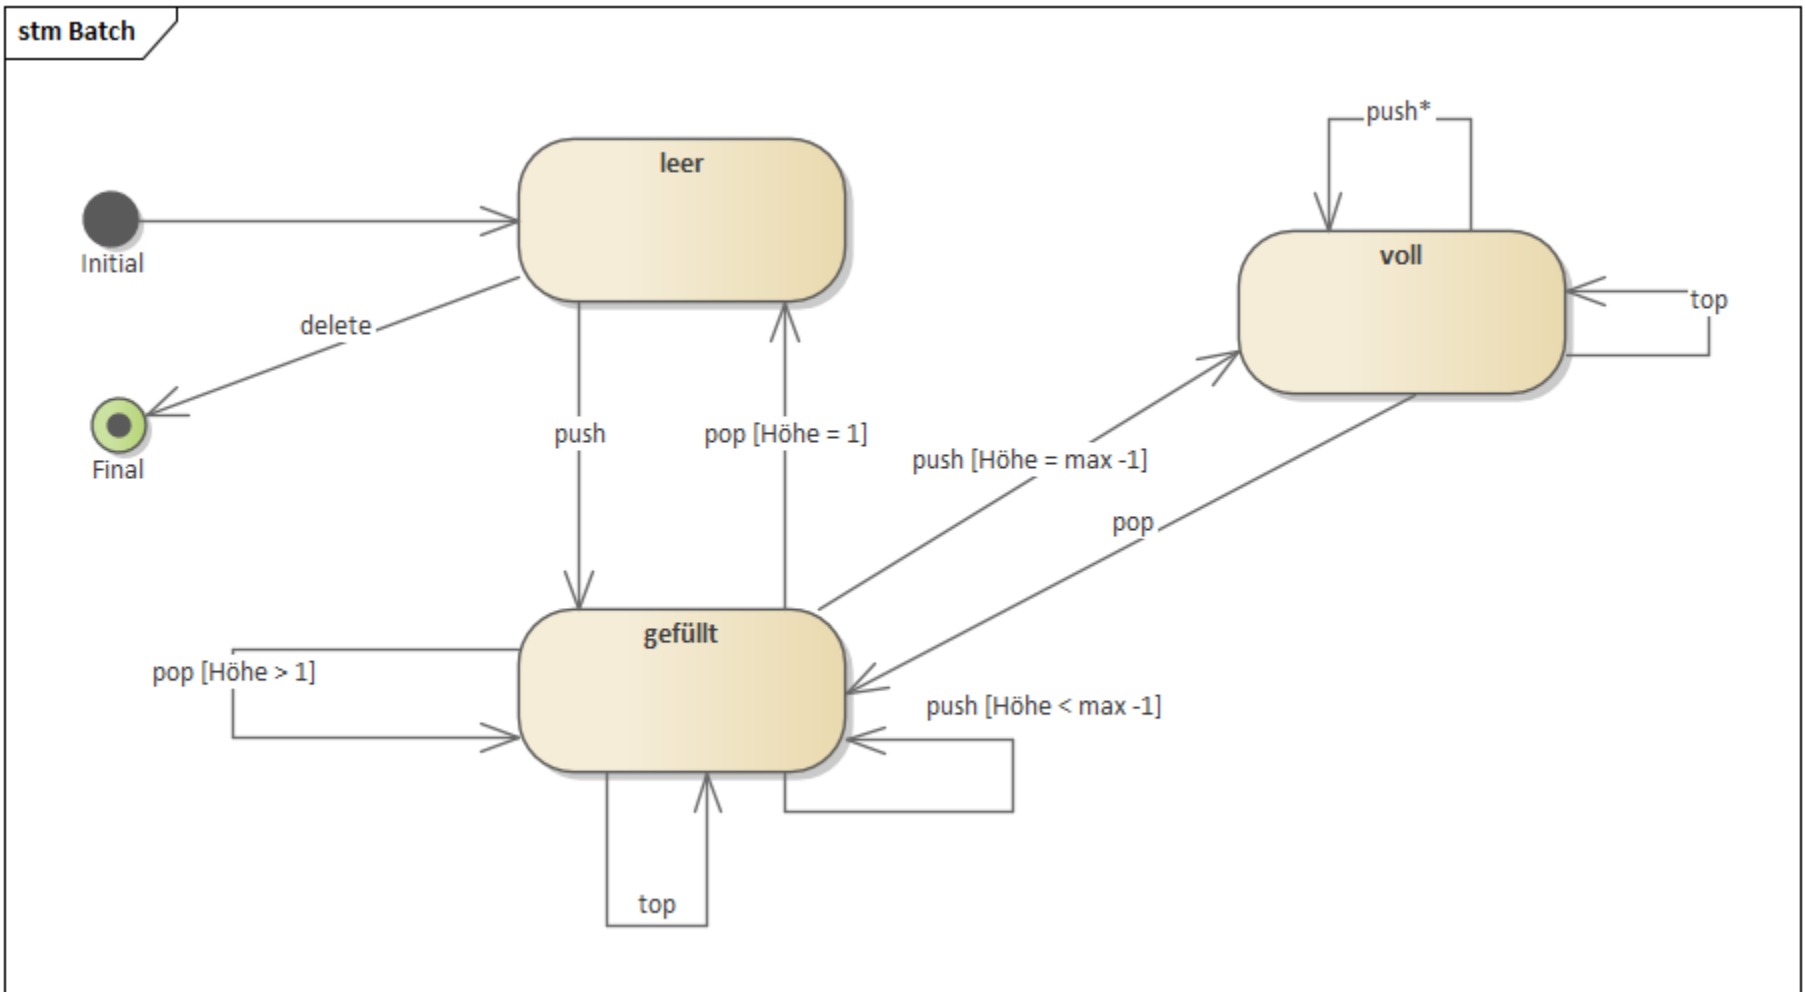 stm Batch
push*
leer
voll
Initial
top
delete
push
pop [Höhe = 1]
push [Höhe = max -1]
Final
pop
gefüllt
pop [Höhe > 1]
push [Höhe < max -1]
top